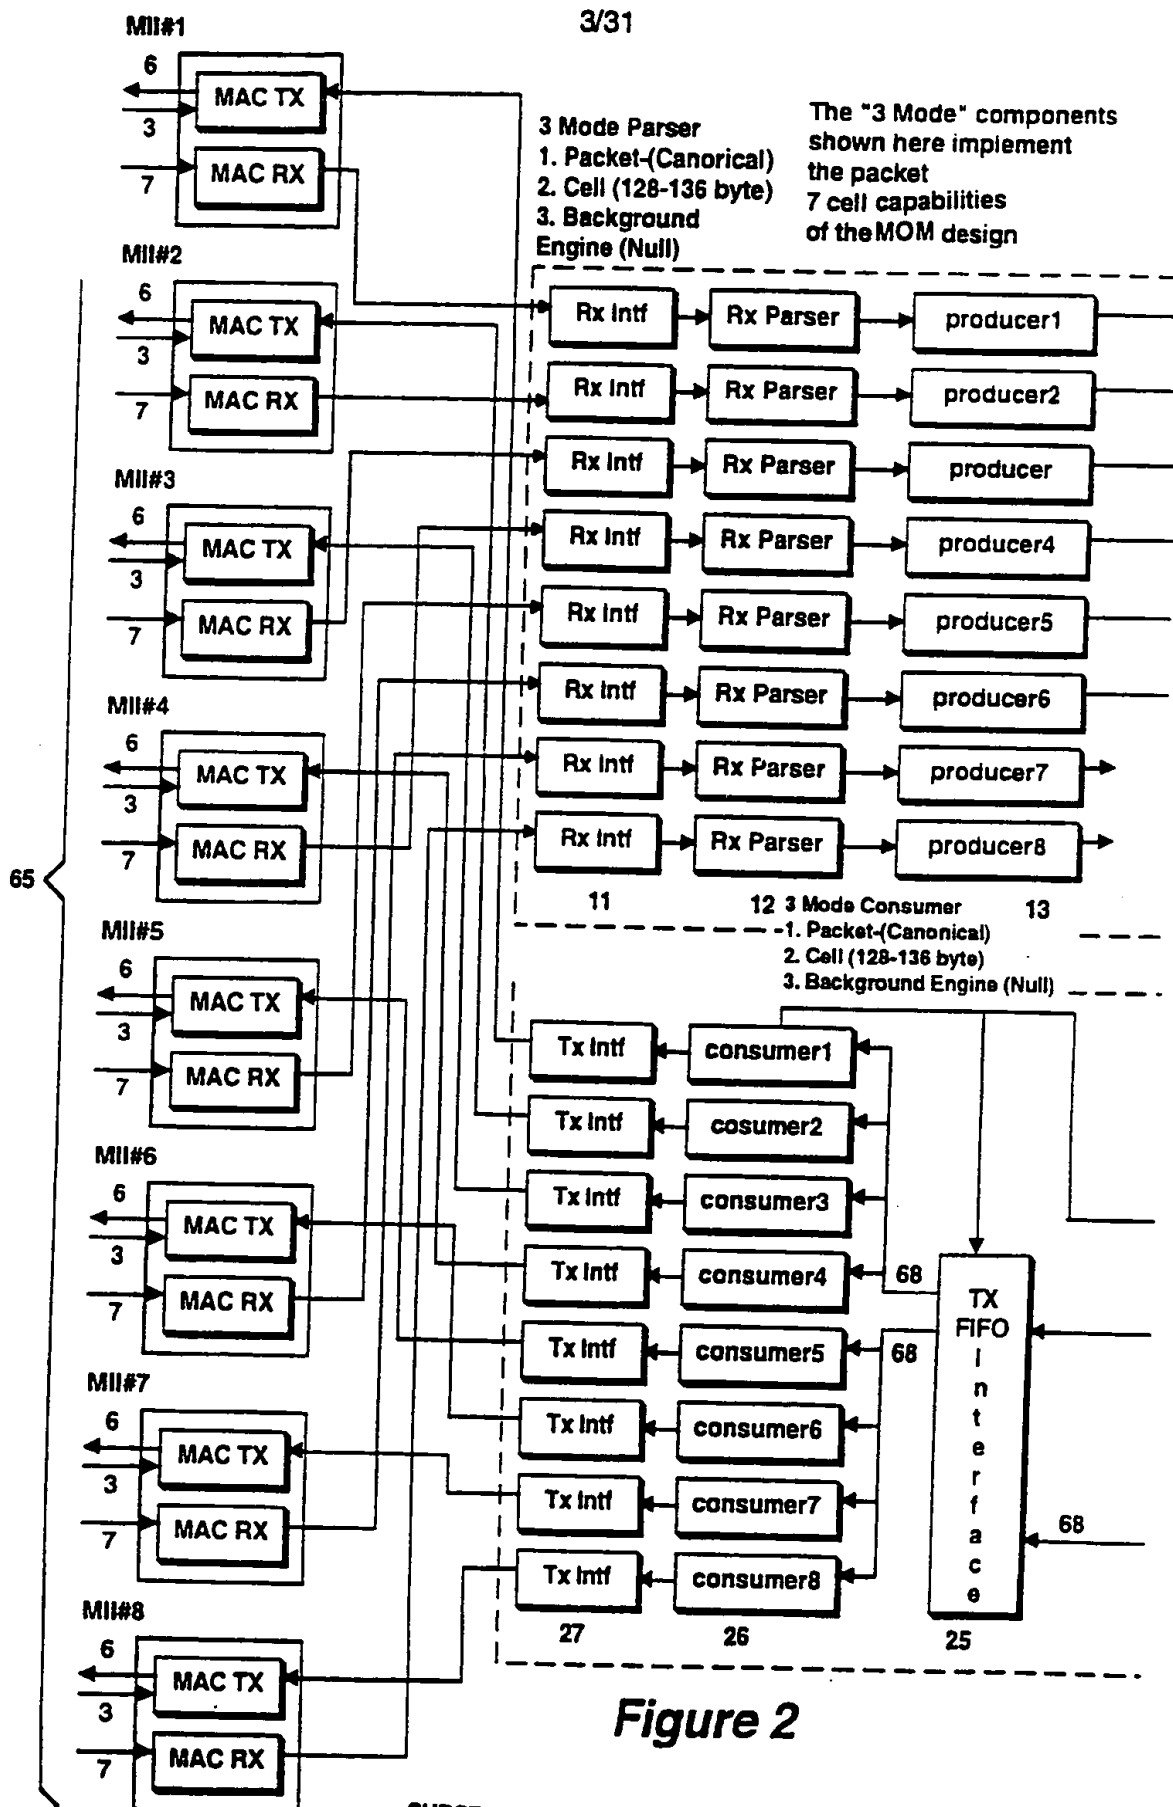 3/31
MII#1
6
MAC TX
3
MAC RX
7
3 Mode Parser
1. Packet-(Canorical)
2. Cell (128-136 byte)
3. Background
Engine (Null)
The "3 Mode" components
shown here implement
the packet
7 cell capabilities
of the MOM design
MII#2
6
MAC TX
3
MAC RX
7
MII#3
6
MAC TX
3
MAC RX
7
MII#4
6
MAC TX
3
MAC RX
7
65
MII#5
6
MAC TX
3
MAC RX
7
MII#6
6
MAC TX
3
MAC RX
7
MII#7
6
MAC TX
3
MAC RX
7
MII#8
6
MAC TX
3
MAC RX
7
Rx Intf Rx Parser producer1
Rx Intf Rx Parser producer2
Rx Intf Rx Parser producer
Rx Intf Rx Parser producer4
Rx Intf Rx Parser producer5
Rx Intf Rx Parser producer6
Rx Intf Rx Parser producer7
Rx Intf Rx Parser producer8
11 12 13
3 Mode Consumer
1. Packet-(Canonical)
2. Cell (128-136 byte)
3. Background Engine (Null)
Tx Intf consumer1
Tx Intf cosumer2
Tx Intf consumer3
Tx Intf consumer4
68
Tx Intf consumer5
68
Tx Intf consumer6
Tx Intf consumer7
Tx Intf consumer8
TX
FIFO
I
n
t
e
r
f
a
c
e
68
27 26 25
Figure 2